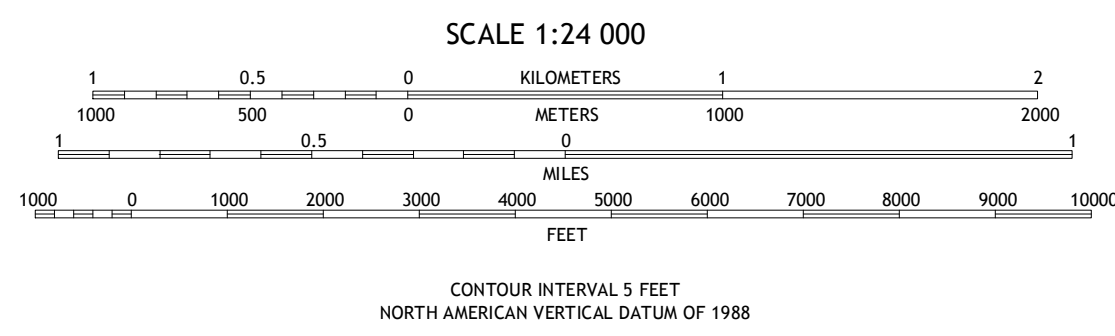 SCALE 1:24 000
1 0.5 0 KILOMETERS 1 2
1000 500 0 METERS 1000 2000
1 0.5 0 1
MILES
1000 0 1000 2000 3000 4000 5000 6000 7000 8000 9000 10000
FEET
CONTOUR INTERVAL 5 FEET
NORTH AMERICAN VERTICAL DATUM OF 1988